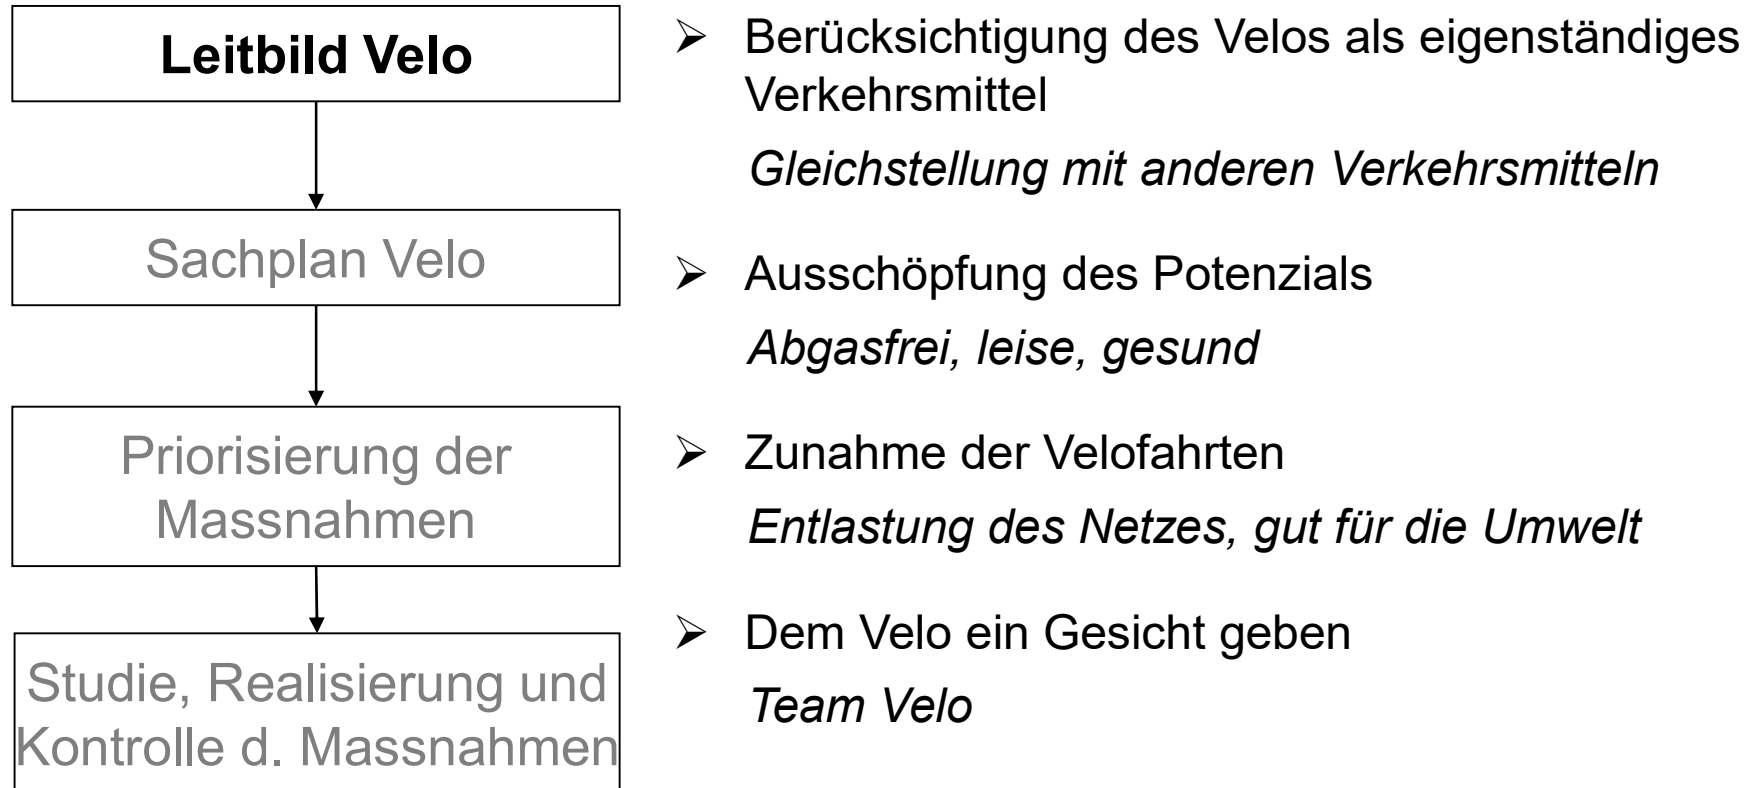 Leitbild Velo
Sachplan Velo
Priorisierung der
Massnahmen
Studie, Realisierung und
Kontrolle d. Massnahmen
➢ Berücksichtigung des Velos als eigenständiges
Verkehrsmittel
Gleichstellung mit anderen Verkehrsmitteln
➢ Ausschöpfung des Potenzials
Abgasfrei, leise, gesund
➢ Zunahme der Velofahrten
Entlastung des Netzes, gut für die Umwelt
➢ Dem Velo ein Gesicht geben
Team Velo